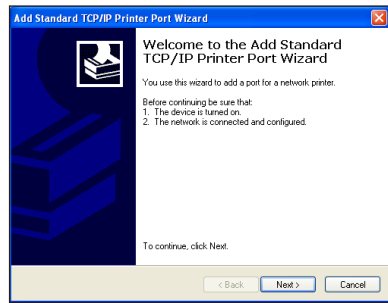 Add Standard TCP/IP Printer Port Wizard
Welcome to the Add Standard
TCP/IP Printer Port Wizard
You use this wizard to add a port for a network printer.
Before continuing be sure that:
1. The device is turned on.
2. The network is connected and configured.
To continue, click Next.
< Back
Next >
Cancel